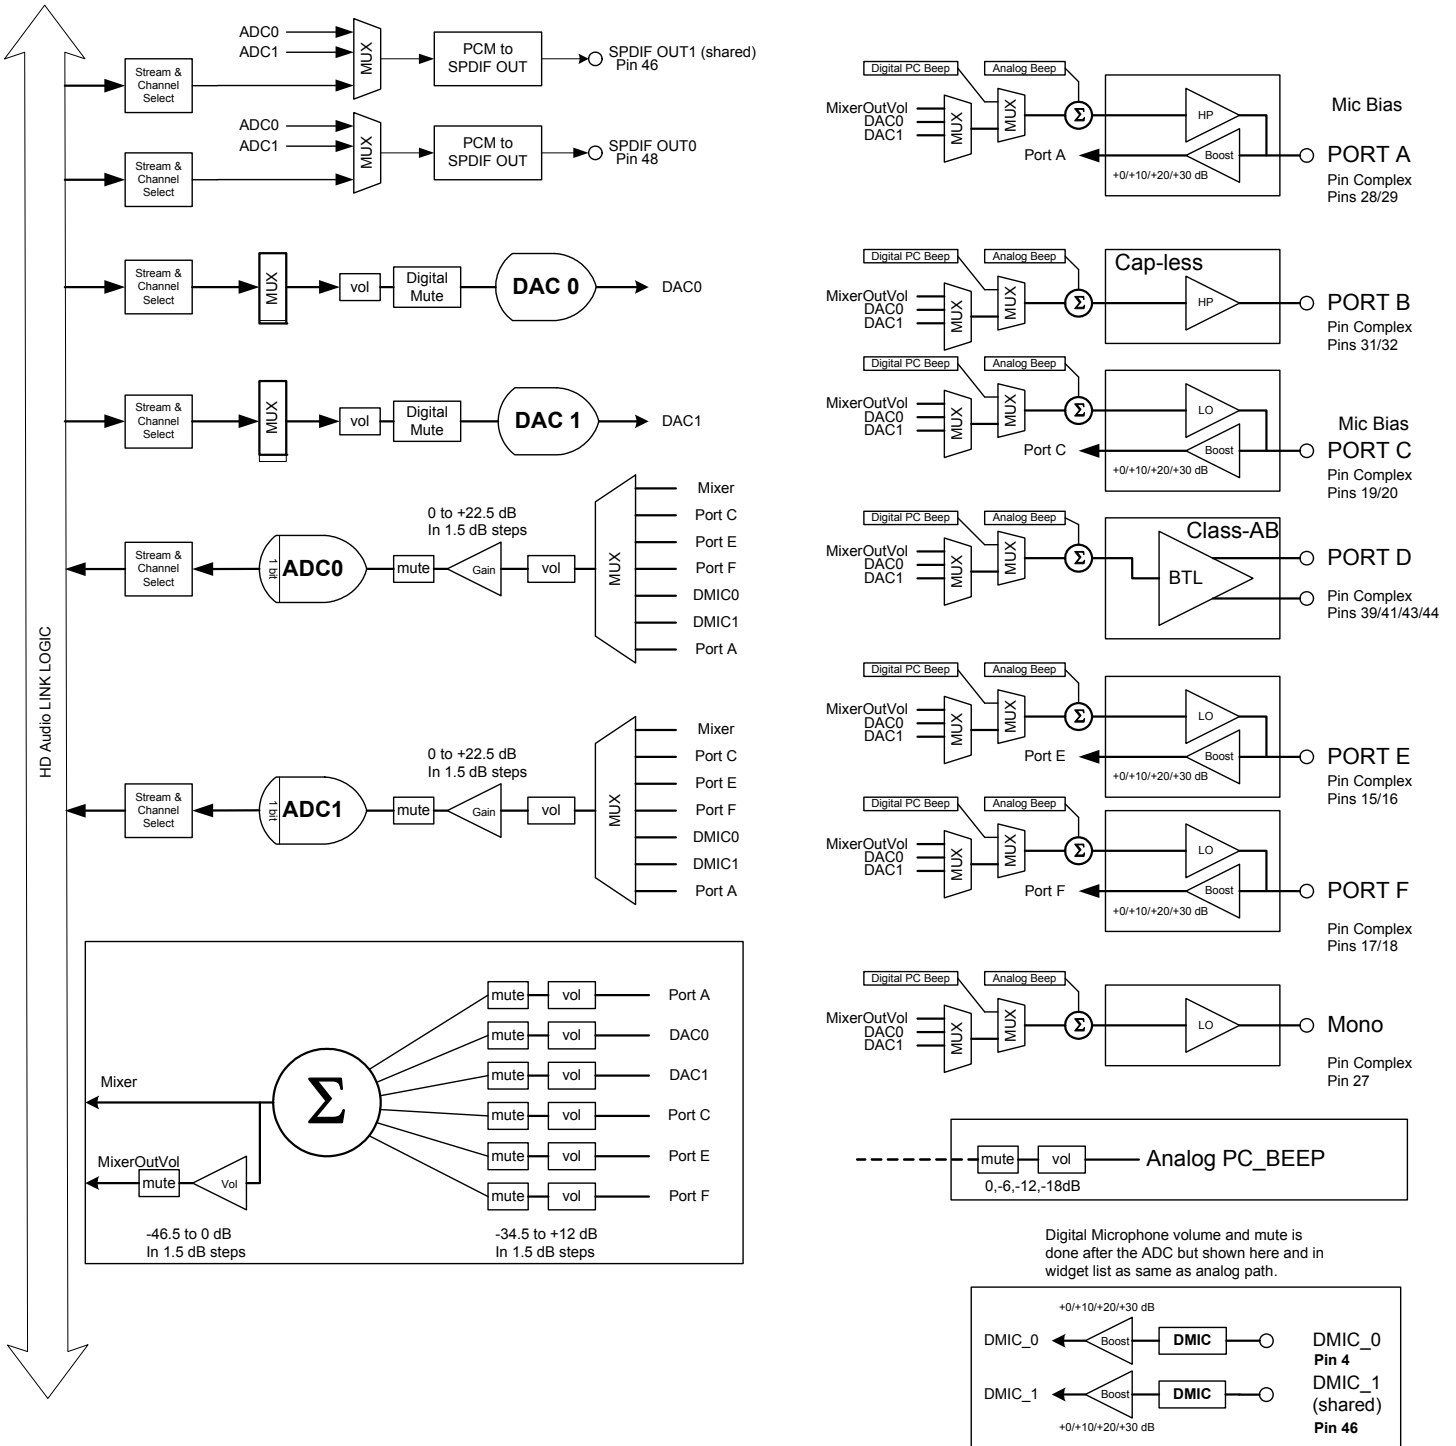 HD Audio LINK LOGIC
ADC0
ADC1
Stream &
Channel
Select
MUX
PCM to
SPDIF OUT
SPDIF OUT1 (shared)
Pin 46
ADC0
ADC1
Stream &
Channel
Select
MUX
PCM to
SPDIF OUT
SPDIF OUT0
Pin 48
Stream &
Channel
Select
MUX
vol
Digital
Mute
DAC 0
DAC0
Stream &
Channel
Select
MUX
vol
Digital
Mute
DAC 1
DAC1
Stream &
Channel
Select
1 bit
ADC0
mute
0 to +22.5 dB
In 1.5 dB steps
Gain
vol
MUX
Mixer
Port C
Port E
Port F
DMIC0
DMIC1
Port A
Stream &
Channel
Select
1 bit
ADC1
mute
0 to +22.5 dB
In 1.5 dB steps
Gain
vol
MUX
Mixer
Port C
Port E
Port F
DMIC0
DMIC1
Port A
Mixer
MixerOutVol
mute
Vol
-46.5 to 0 dB
In 1.5 dB steps
Σ
mute vol Port A
mute vol DAC0
mute vol DAC1
mute vol Port C
mute vol Port E
mute vol Port F
-34.5 to +12 dB
In 1.5 dB steps
Digital PC Beep
Analog Beep
MixerOutVol
DAC0
DAC1
MUX
MUX
Σ
HP
Port A
Boost
+0/+10/+20/+30 dB
Mic Bias
PORT A
Pin Complex
Pins 28/29
Digital PC Beep
Analog Beep
MixerOutVol
DAC0
DAC1
MUX
MUX
Σ
Cap-less
HP
PORT B
Pin Complex
Pins 31/32
Digital PC Beep
Analog Beep
MixerOutVol
DAC0
DAC1
MUX
MUX
Σ
LO
Port C
Boost
+0/+10/+20/+30 dB
Mic Bias
PORT C
Pin Complex
Pins 19/20
Digital PC Beep
Analog Beep
MixerOutVol
DAC0
DAC1
MUX
MUX
Σ
Class-AB
BTL
PORT D
Pin Complex
Pins 39/41/43/44
Digital PC Beep
Analog Beep
MixerOutVol
DAC0
DAC1
MUX
MUX
Σ
LO
Port E
Boost
+0/+10/+20/+30 dB
PORT E
Pin Complex
Pins 15/16
Digital PC Beep
Analog Beep
MixerOutVol
DAC0
DAC1
MUX
MUX
Σ
LO
Port F
Boost
+0/+10/+20/+30 dB
PORT F
Pin Complex
Pins 17/18
Digital PC Beep
Analog Beep
MixerOutVol
DAC0
DAC1
MUX
MUX
Σ
LO
Mono
Pin Complex
Pin 27
mute vol Analog PC_BEEP
0,-6,-12,-18dB
Digital Microphone volume and mute is
done after the ADC but shown here and in
widget list as same as analog path.
+0/+10/+20/+30 dB
DMIC_0 Boost DMIC DMIC_0
Pin 4
DMIC_1 Boost DMIC DMIC_1
(shared)
+0/+10/+20/+30 dB
Pin 46